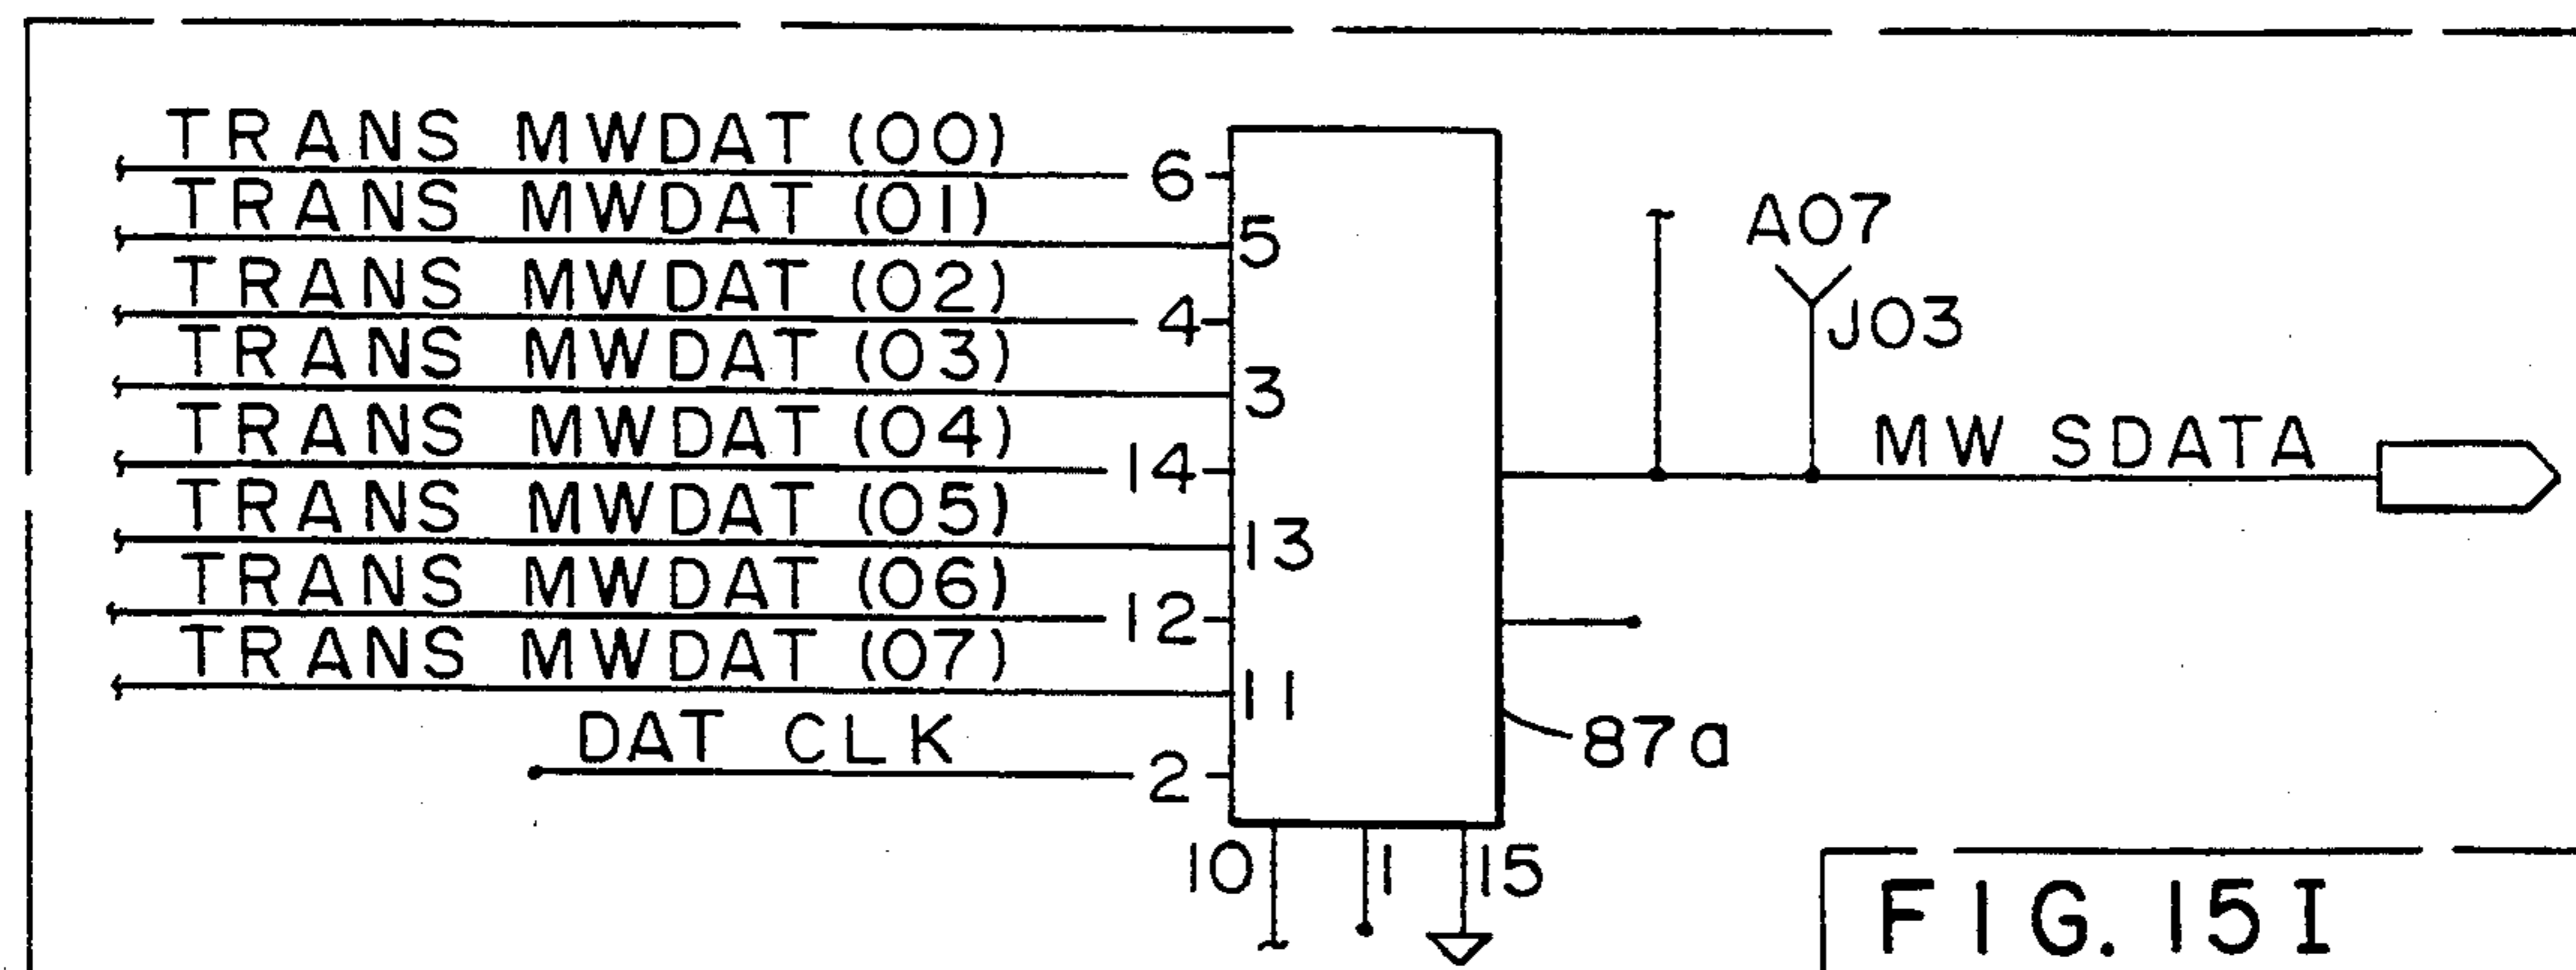 TRANS MWDAT (00)
6
TRANS MWDAT (01)
5
TRANS MWDAT (02)
4
TRANS MWDAT (03)
3
TRANS MWDAT (04)
14
TRANS MWDAT (05)
13
TRANS MWDAT (06)
12
TRANS MWDAT (07)
11
DAT CLK
2
10
1
15
A07
J03
MW SDATA
87a
FIG. 15I